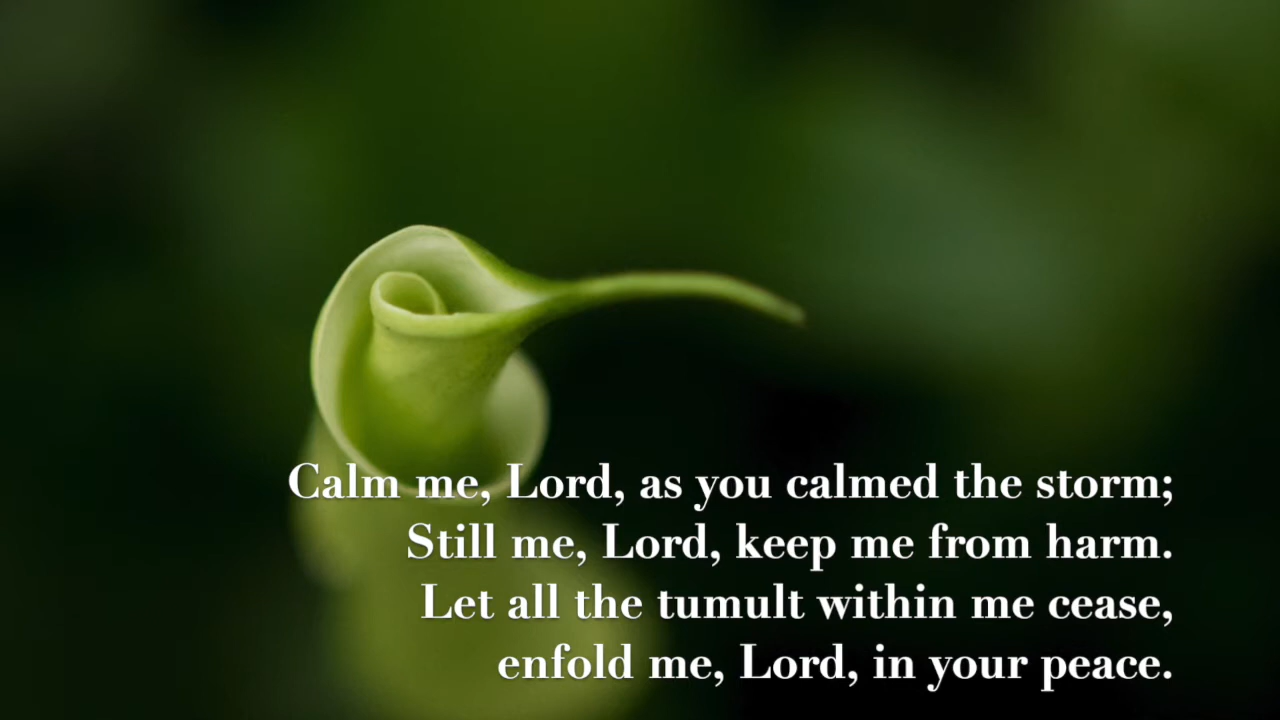 Calm me, Lord, as you calmed the storm;
Still me, Lord, keep me from harm.
Let all the tumult within me cease,
enfold me, Lord, in your peace.